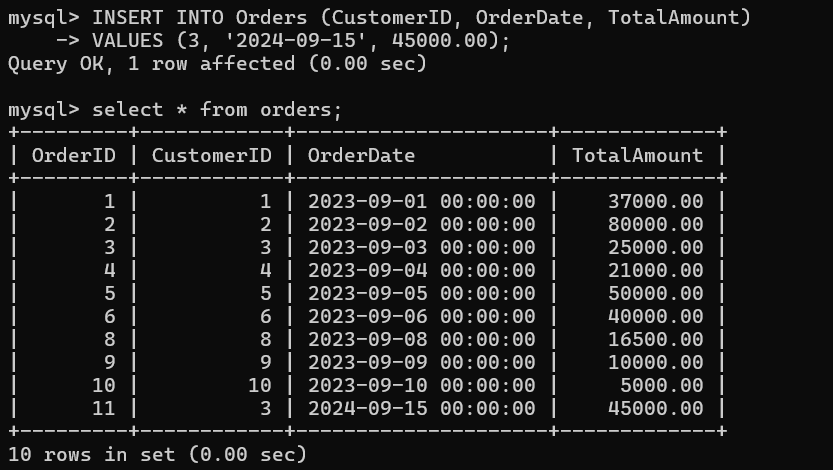 mysql> INSERT INTO Orders (CustomerID, OrderDate, TotalAmount)
    -> VALUES (3, '2024-09-15', 45000.00);
Query OK, 1 row affected (0.00 sec)

mysql> select * from orders;
+---------+------------+---------------------+-------------+
| OrderID | CustomerID | OrderDate           | TotalAmount |
+---------+------------+---------------------+-------------+
|       1 |          1 | 2023-09-01 00:00:00 |    37000.00 |
|       2 |          2 | 2023-09-02 00:00:00 |    80000.00 |
|       3 |          3 | 2023-09-03 00:00:00 |    25000.00 |
|       4 |          4 | 2023-09-04 00:00:00 |    21000.00 |
|       5 |          5 | 2023-09-05 00:00:00 |    50000.00 |
|       6 |          6 | 2023-09-06 00:00:00 |    40000.00 |
|       8 |          8 | 2023-09-08 00:00:00 |    16500.00 |
|       9 |          9 | 2023-09-09 00:00:00 |    10000.00 |
|      10 |         10 | 2023-09-10 00:00:00 |     5000.00 |
|      11 |          3 | 2024-09-15 00:00:00 |    45000.00 |
+---------+------------+---------------------+-------------+
10 rows in set (0.00 sec)